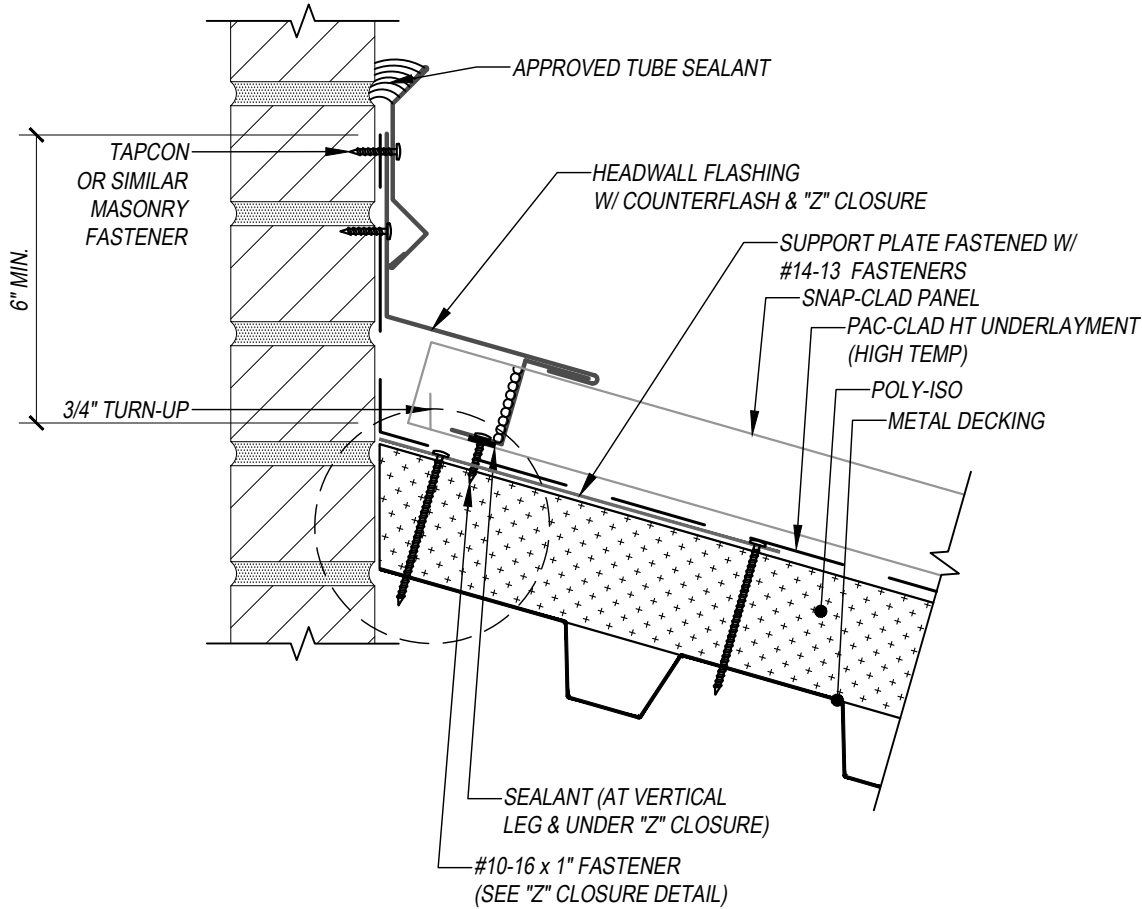 APPROVED TUBE SEALANT
TAPCON
OR SIMILAR
MASONRY
FASTENER
6" MIN.
HEADWALL FLASHING
W/ COUNTERFLASH & "Z" CLOSURE
SUPPORT PLATE FASTENED W/
#14-13 FASTENERS
SNAP-CLAD PANEL
PAC-CLAD HT UNDERLAYMENT
(HIGH TEMP)
POLY-ISO
METAL DECKING
3/4" TURN-UP
SEALANT (AT VERTICAL
LEG & UNDER "Z" CLOSURE)
#10-16 x 1" FASTENER
(SEE "Z" CLOSURE DETAIL)